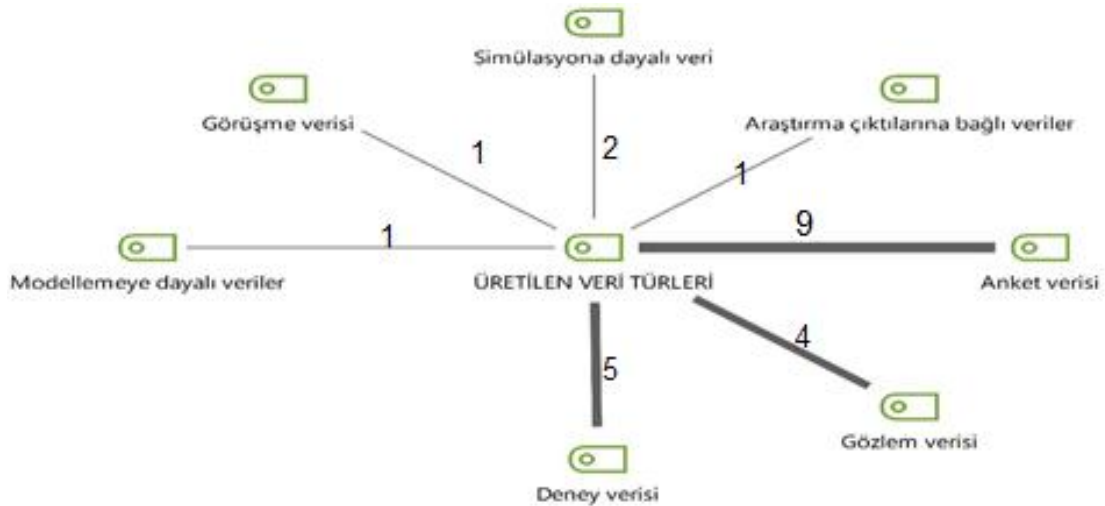 Simülasyona dayalı veri
Görüşme verisi
Araştırma çıktılarına bağlı veriler
1
2
1
1
9
Modellemeye dayalı veriler
ÜRETİLEN VERİ TÜRLERİ
Anket verisi
4
5
Gözlem verisi
Deney verisi